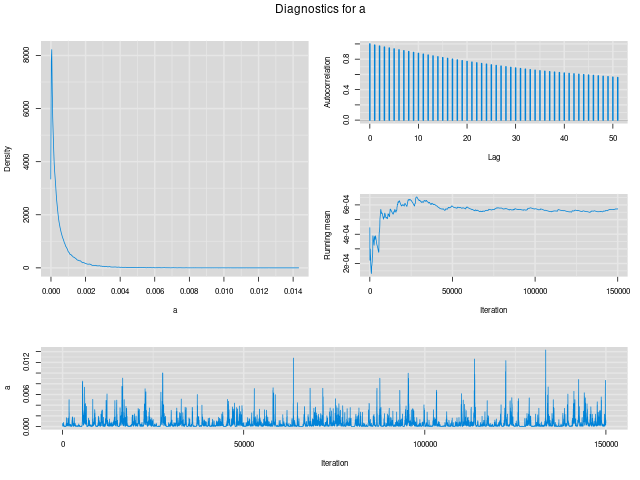 Diagnostics for a
Density
0 2000 4000 6000 8000
0.000 0.002 0.004 0.006 0.008 0.010 0.012 0.014
a
Autocorrelation
0.0 0.4 0.8
0 10 20 30 40 50
Lag
Running mean
2e-04 4e-04 6e-04
0 50000 100000 150000
Iteration
a
0.000 0.006 0.012
0 50000 100000 150000
Iteration